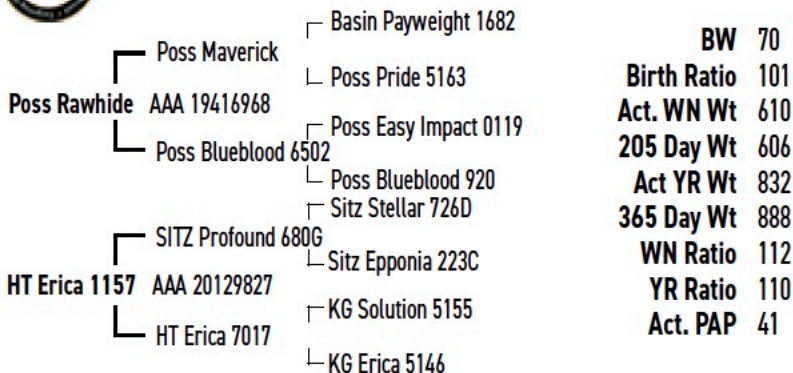 Basin Payweight 1682
Poss Maverick
Poss Pride 5163
Poss Rawhide AAA 19416968
Poss Easy Impact 0119
Poss Blueblood 6502
Poss Blueblood 920
Sitz Stellar 726D
SITZ Profound 680G
Sitz Epponia 223C
HT Erica 1157 AAA 20129827
KG Solution 5155
HT Erica 7017
KG Erica 5146
BW 70
Birth Ratio 101
Act. WN Wt 610
205 Day Wt 606
Act YR Wt 832
365 Day Wt 888
WN Ratio 112
YR Ratio 110
Act. PAP 41